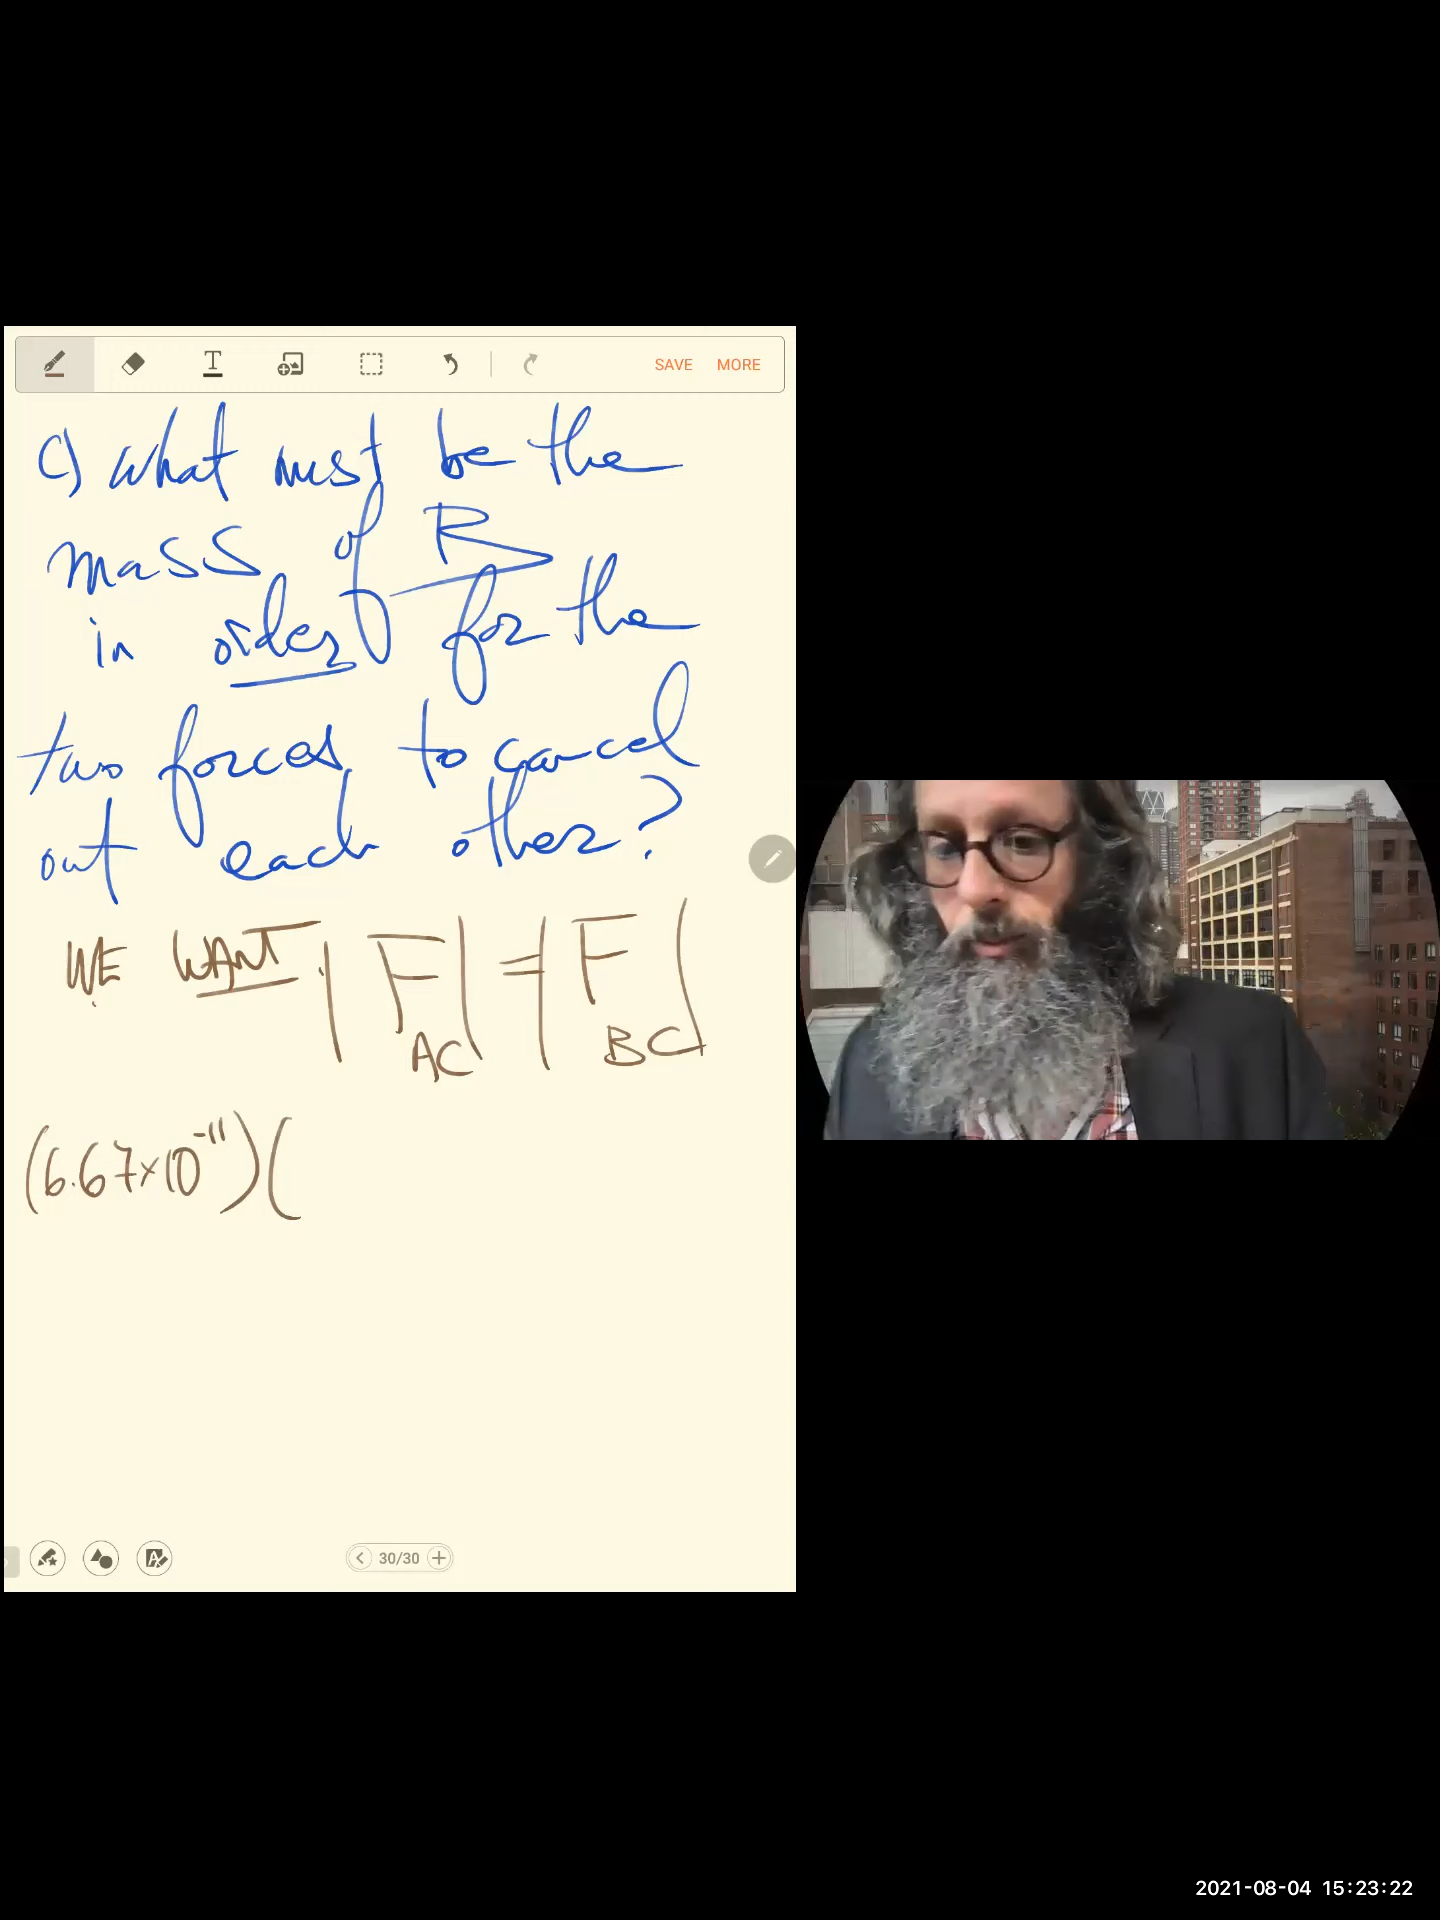 SAVE MORE
c) what must be the
mass of B
in order for the
two forces to cancel
out each other?
WE WANT |F_AC| = |F_BC|
(6.67×10⁻¹¹)(
30/30
2021-08-04 15:23:22